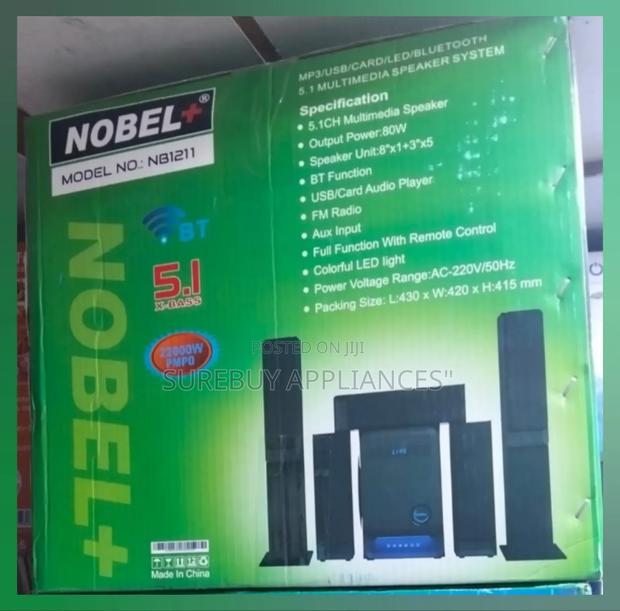 NOBEL+®
MODEL NO.: NB1211
MP3/USB/CARD/LED/BLUETOOTH
5.1 MULTIMEDIA SPEAKER SYSTEM
Specification
• 5.1CH Multimedia Speaker
• Output Power:80W
• Speaker Unit:8"x1+3"x5
• BT Function
• USB/Card Audio Player
• FM Radio
• Aux Input
• Full Function With Remote Control
• Colorful LED light
• Power Voltage Range:AC-220V/50Hz
• Packing Size: L:430 x W:420 x H:415 mm
NOBEL+
BT
5.1
X-BASS
22000W
PMPO
POSTED ON JIJI
SUREBUY APPLIANCES"
Made In China